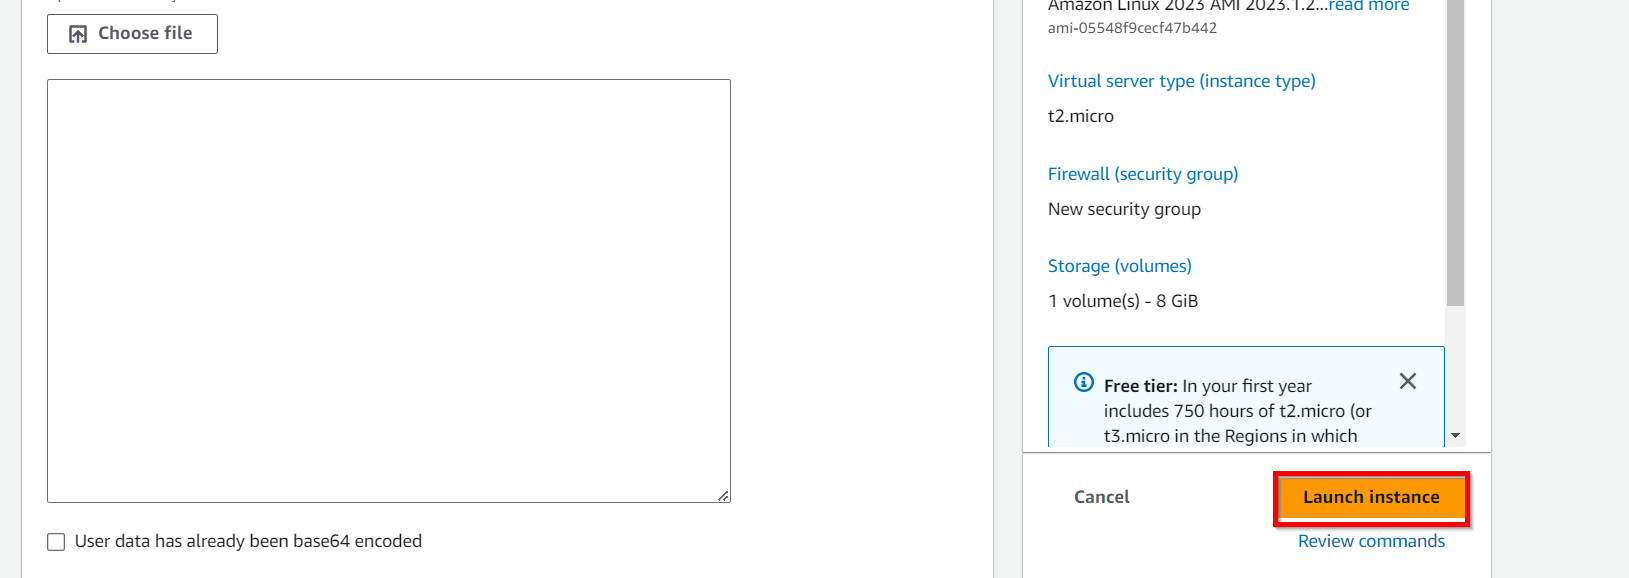 Choose file
User data has already been base64 encoded
Amazon Linux 2023 AMI 2023.1.2...read more
ami-05548f9cecf47b442
Virtual server type (instance type)
t2.micro
Firewall (security group)
New security group
Storage (volumes)
1 volume(s) - 8 GiB
Free tier: In your first year
includes 750 hours of t2.micro (or
t3.micro in the Regions in which
Cancel
Launch instance
Review commands